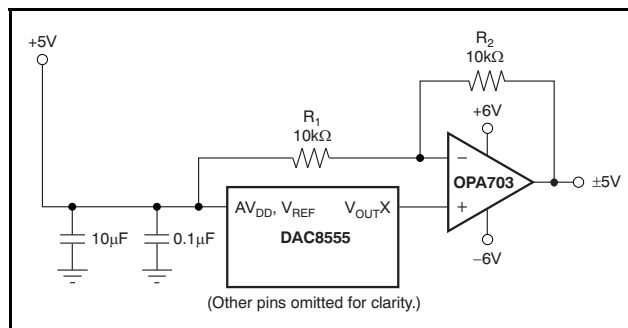 +5V
R2
10kΩ
R1
10kΩ
+6V
−
OPA703
±5V
+
−6V
AVDD, VREF
VOUTX
DAC8555
10µF
0.1µF
(Other pins omitted for clarity.)